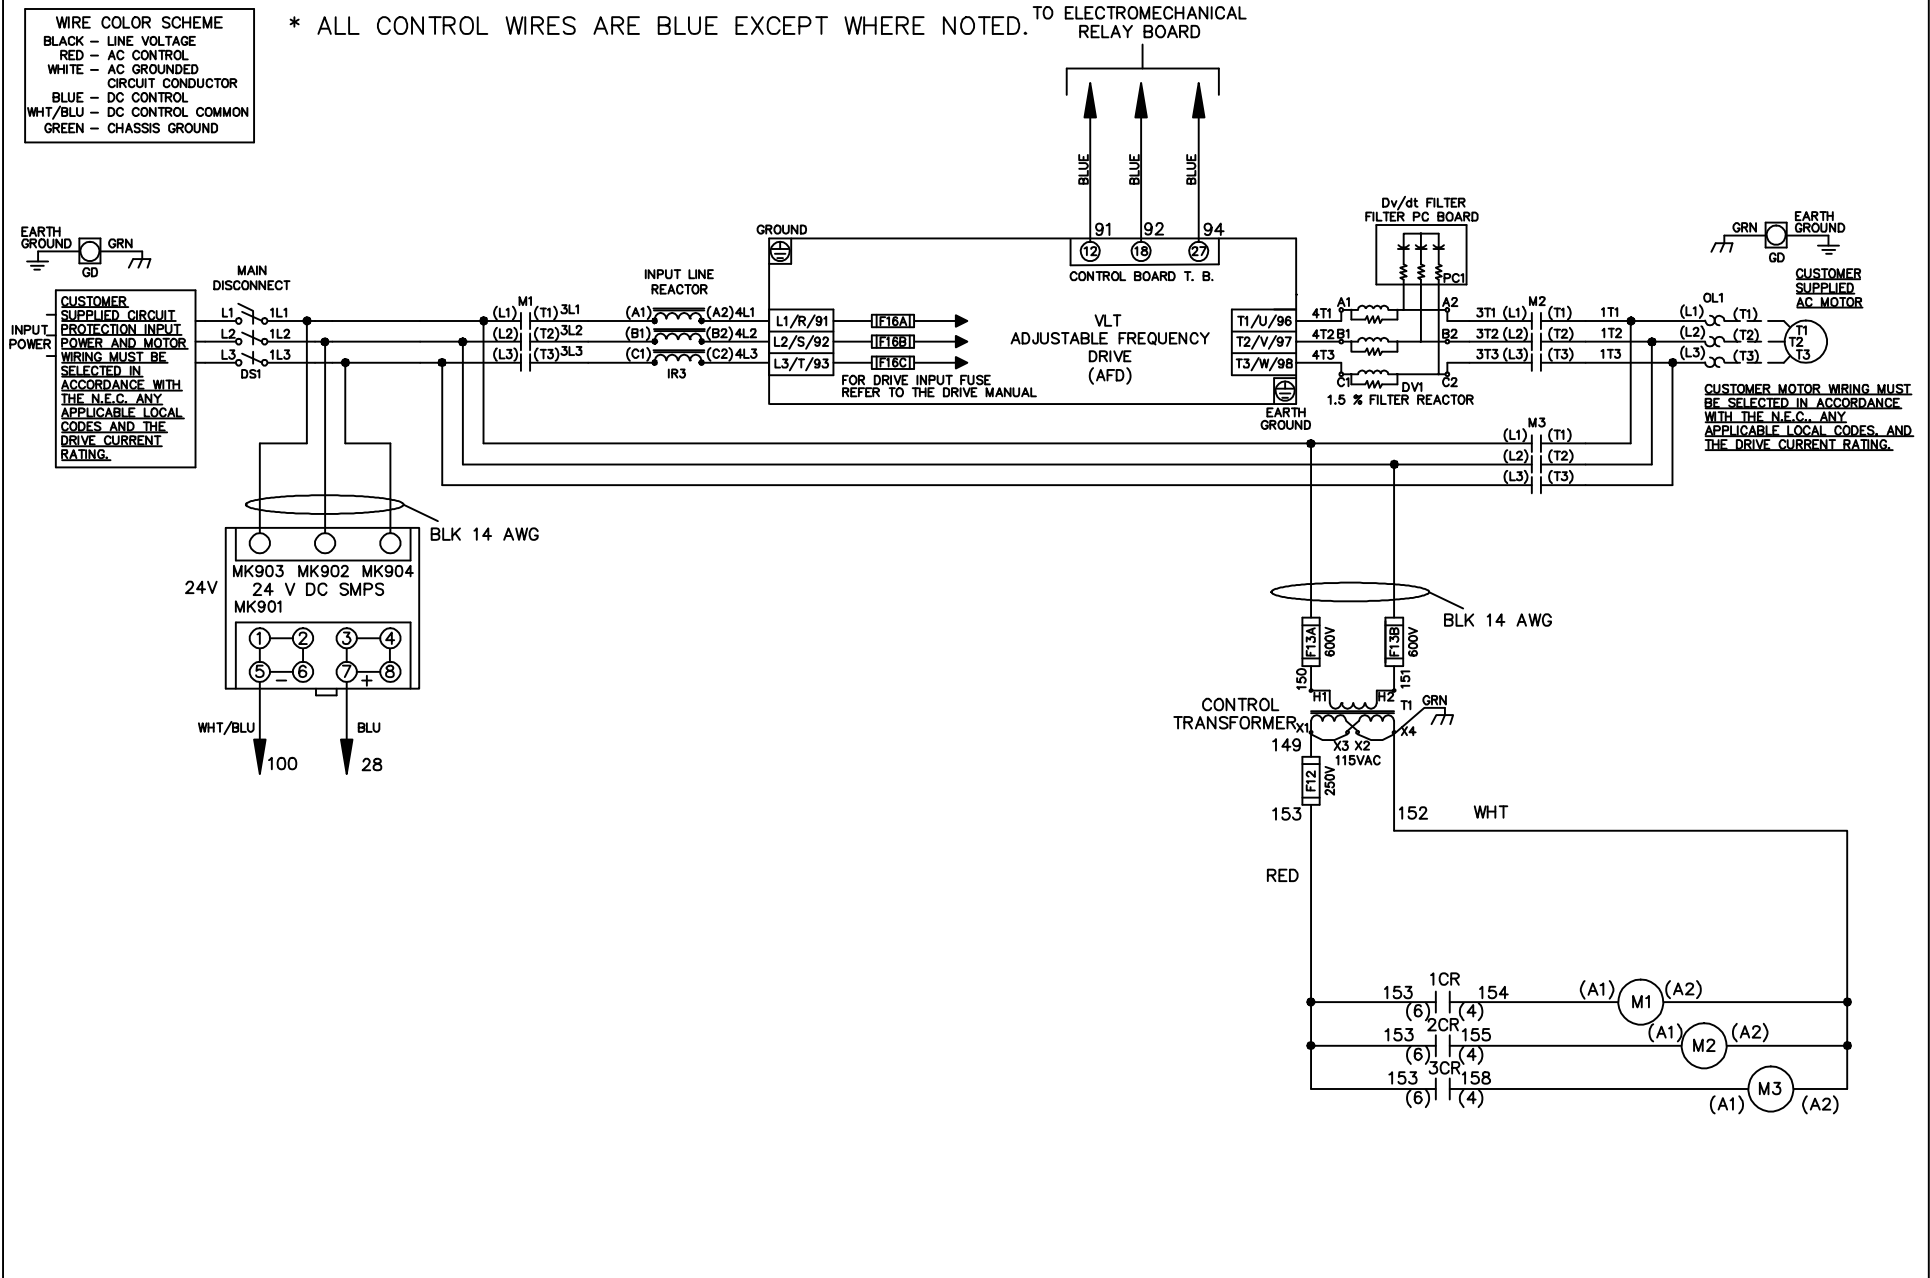 WIRE COLOR SCHEME
BLACK – LINE VOLTAGE
RED – AC CONTROL
WHITE – AC GROUNDED
CIRCUIT CONDUCTOR
BLUE – DC CONTROL
WHT/BLU – DC CONTROL COMMON
GREEN – CHASSIS GROUND
* ALL CONTROL WIRES ARE BLUE EXCEPT WHERE NOTED.
TO ELECTROMECHANICAL
RELAY BOARD
BLUE
BLUE
BLUE
91 92 94
12 18 27
CONTROL BOARD T. B.
EARTH
GROUND
GRN
GD
INPUT
POWER
CUSTOMER
SUPPLIED CIRCUIT
PROTECTION INPUT
POWER AND MOTOR
WIRING MUST BE
SELECTED IN
ACCORDANCE WITH
THE N.E.C. ANY
APPLICABLE LOCAL
CODES AND THE
DRIVE CURRENT
RATING.
MAIN
DISCONNECT
L1 1L1
L2 1L2
L3 1L3
DS1
M1
(L1) (T1) 3L1
(L2) (T2) 3L2
(L3) (T3) 3L3
INPUT LINE
REACTOR
(A1) (A2) 4L1
(B1) (B2) 4L2
(C1) (C2) 4L3
IR3
GROUND
L1/R/91
L2/S/92
L3/T/93
F16A
F16B
F16C
FOR DRIVE INPUT FUSE
REFER TO THE DRIVE MANUAL
VLT
ADJUSTABLE FREQUENCY
DRIVE
(AFD)
T1/U/96
T2/V/97
T3/W/98
EARTH
GROUND
Dv/dt FILTER
FILTER PC BOARD
PC1
4T1 A1 A2
4T2 B1 B2
4T3 C1 C2
DV1
1.5 % FILTER REACTOR
M2
3T1 (L1) (T1) 1T1
3T2 (L2) (T2) 1T2
3T3 (L3) (T3) 1T3
M3
(L1) (T1)
(L2) (T2)
(L3) (T3)
OL1
(L1) (T1)
(L2) (T2)
(L3) (T3)
T1
T2
T3
GRN
EARTH
GROUND
GD
CUSTOMER
SUPPLIED
AC MOTOR
CUSTOMER MOTOR WIRING MUST
BE SELECTED IN ACCORDANCE
WITH THE N.E.C., ANY
APPLICABLE LOCAL CODES, AND
THE DRIVE CURRENT RATING.
BLK 14 AWG
MK903 MK902 MK904
24V
24 V DC SMPS
MK901
1 2 3 4
5 6 7 8
– +
WHT/BLU BLU
100 28
BLK 14 AWG
F13A
600V
F13B
600V
150 151
H1 H2
CONTROL
TRANSFORMER
T1
GRN
X1 X3 X2 X4
115VAC
149
F12
250V
153 152 WHT
RED
1CR
153 154 (A1) M1 (A2)
(6) (4)
2CR
153 155 (A1) M2 (A2)
(6) (4)
3CR
153 158 M3
(6) (4) (A1) (A2)